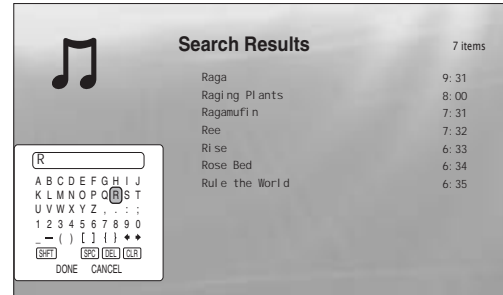 Search Results 7 items
Raga 9:31
Raging Plants 8:00
Ragamufin 7:31
Ree 7:32
Rise 6:33
Rose Bed 6:34
Rule the World 6:35
R
A B C D E F G H I J
K L M N O P Q R S T
U V W X Y Z , . : ;
1 2 3 4 5 6 7 8 9 0
_ — ( ) [ ] { }
SHFT SPC DEL CLR
DONE CANCEL